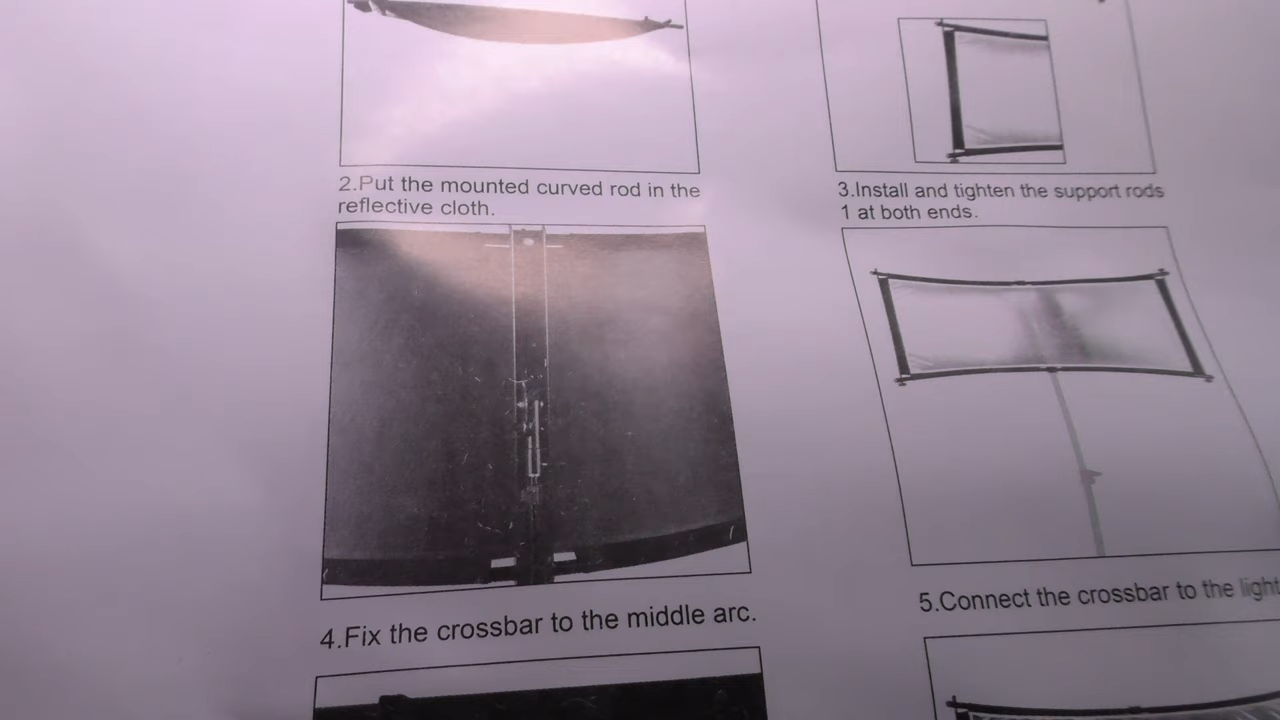 2.Put the mounted curved rod in the
reflective cloth.
3.Install and tighten the support rods
1 at both ends.
4.Fix the crossbar to the middle arc.
5.Connect the crossbar to the light